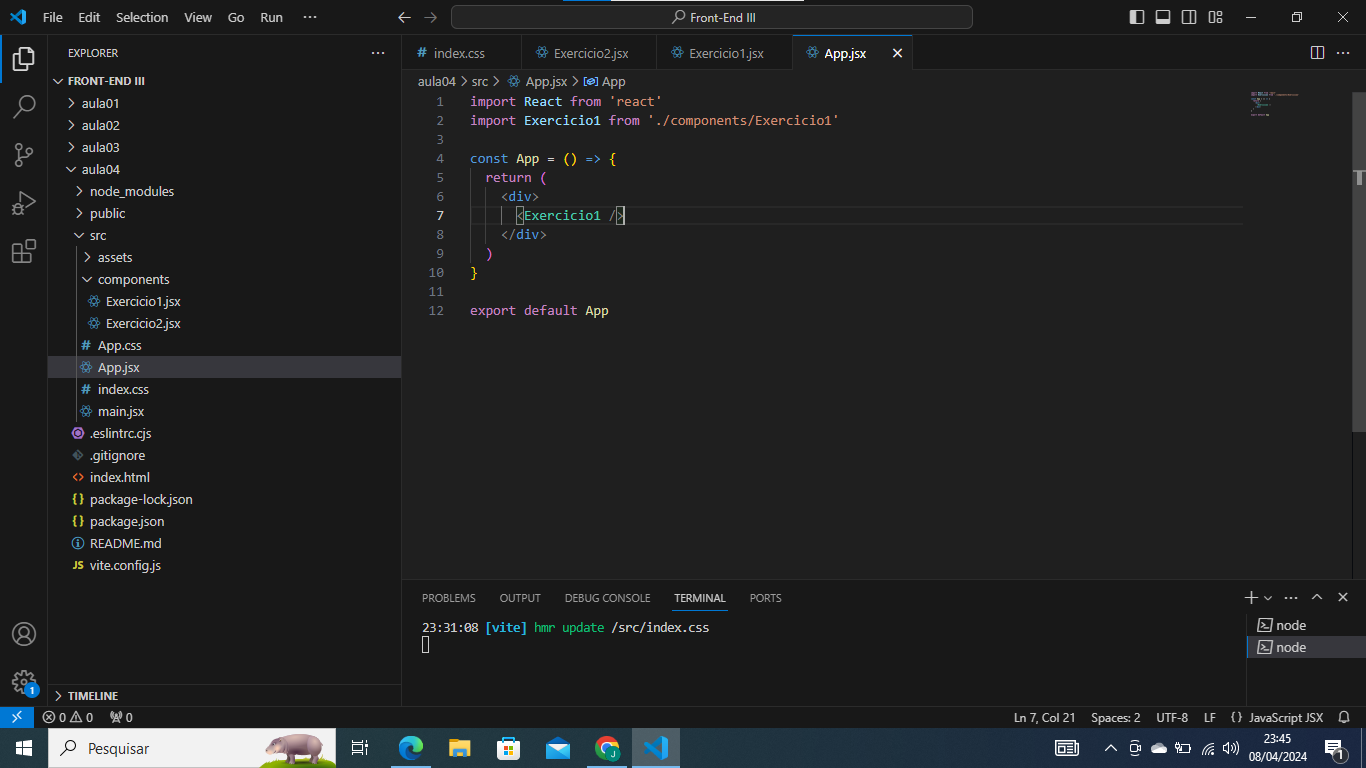 File Edit Selection View Go Run ···
Front-End III
EXPLORER
FRONT-END III
aula01
aula02
aula03
aula04
node_modules
public
src
assets
components
Exercicio1.jsx
Exercicio2.jsx
App.css
App.jsx
index.css
main.jsx
.eslintrc.cjs
.gitignore
index.html
package-lock.json
package.json
README.md
JS vite.config.js
TIMELINE
1
index.css Exercicio2.jsx Exercicio1.jsx App.jsx
aula04 > src > App.jsx > App
1 import React from 'react'
2 import Exercicio1 from './components/Exercicio1'
3
4 const App = () => {
5 return (
6 <div>
7 <Exercicio1 />
8 </div>
9 )
10 }
11
12 export default App
PROBLEMS OUTPUT DEBUG CONSOLE TERMINAL PORTS
23:31:08 [vite] hmr update /src/index.css
node
node
0 0 0
Ln 7, Col 21 Spaces: 2 UTF-8 LF {} JavaScript JSX
Pesquisar
23:45
08/04/2024
1